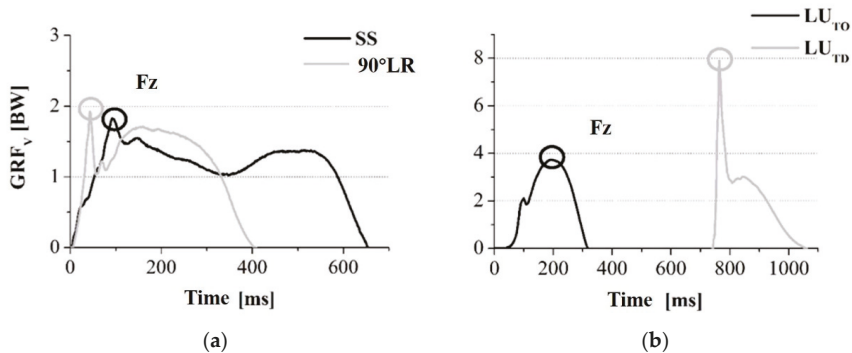 SS
90°LR
Fz
GRFV [BW]
3
2
1
0
0 200 400 600
Time [ms]
(a)
LUTO
LUTD
Fz
8
6
4
2
0
0 200 400 600 800 1000
Time [ms]
(b)